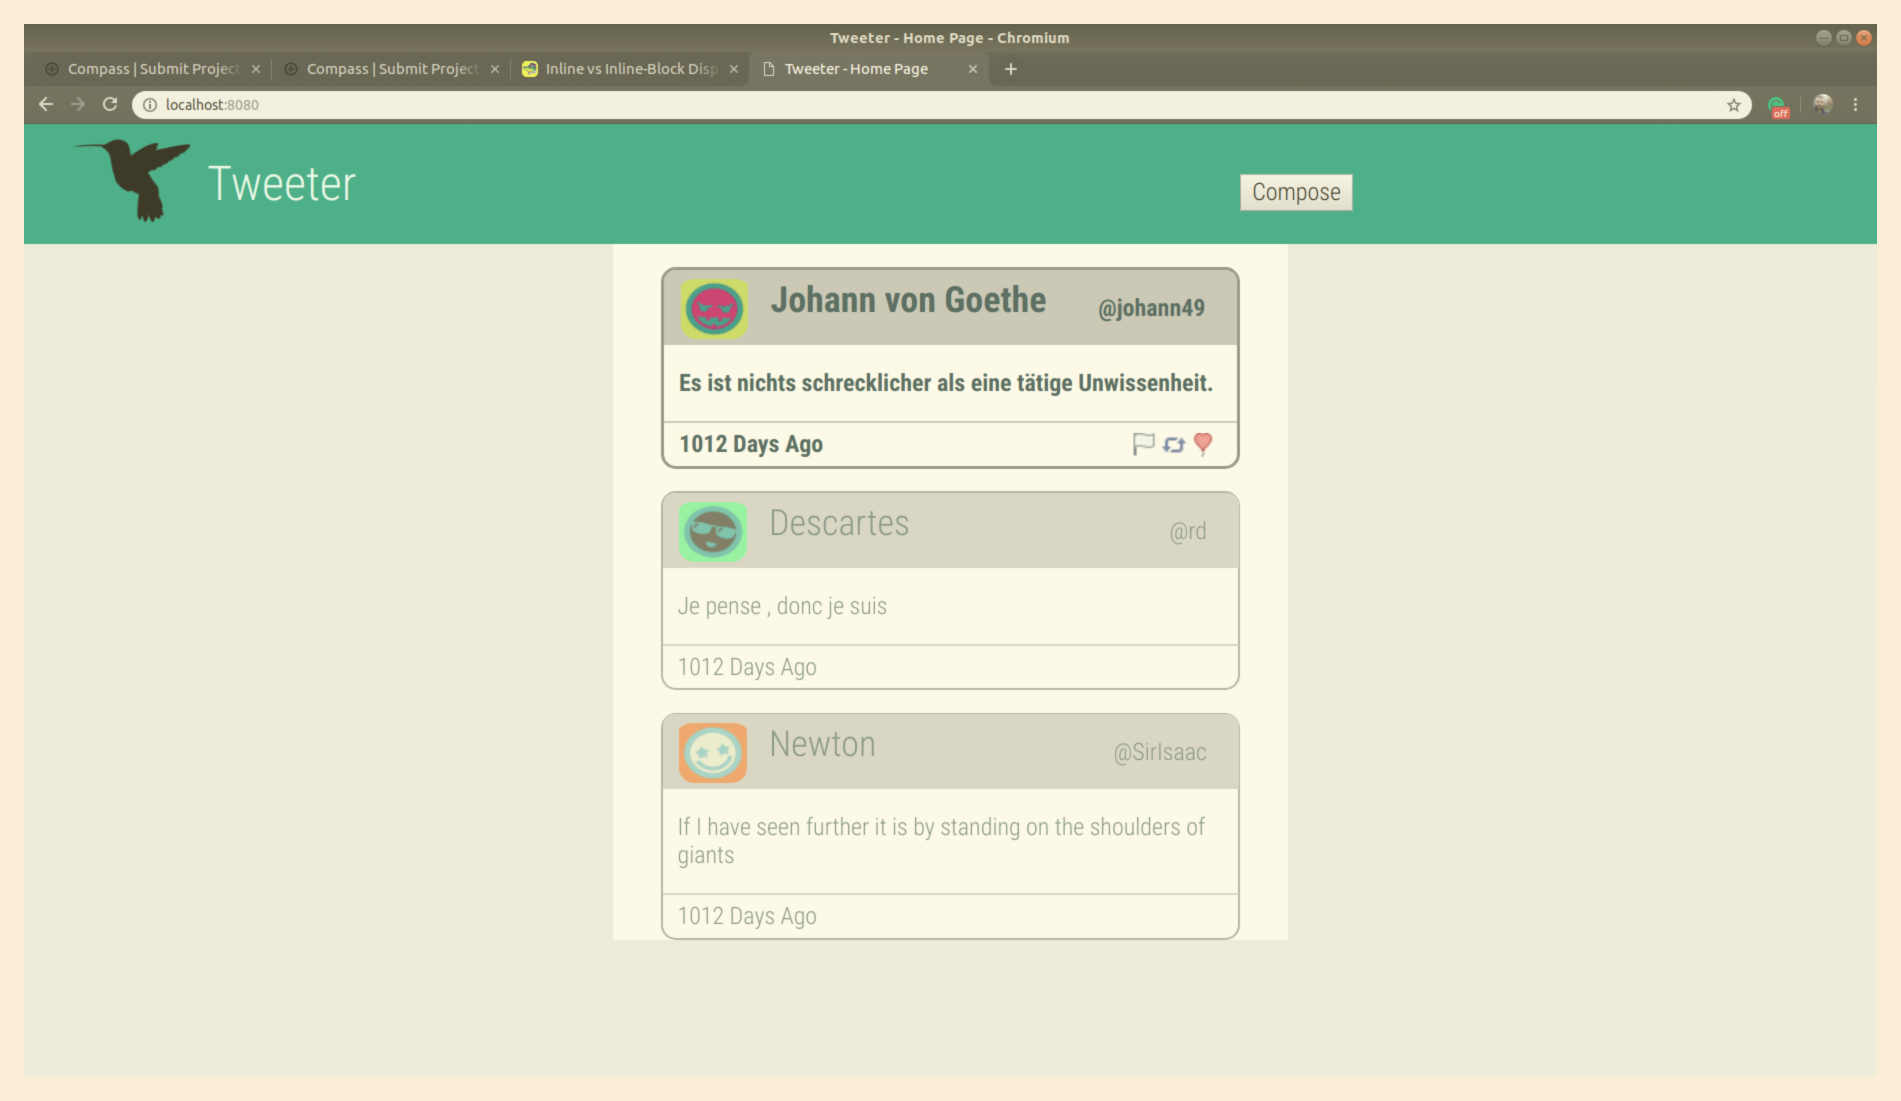 Tweeter - Home Page - Chromium
Compass | Submit Project
Compass | Submit Project
Inline vs Inline-Block Disp
Tweeter - Home Page
localhost:8080
off
Tweeter
Compose
Johann von Goethe @johann49
Es ist nichts schrecklicher als eine tätige Unwissenheit.
1012 Days Ago
Descartes @rd
Je pense , donc je suis
1012 Days Ago
Newton @SirIsaac
If I have seen further it is by standing on the shoulders of
giants
1012 Days Ago